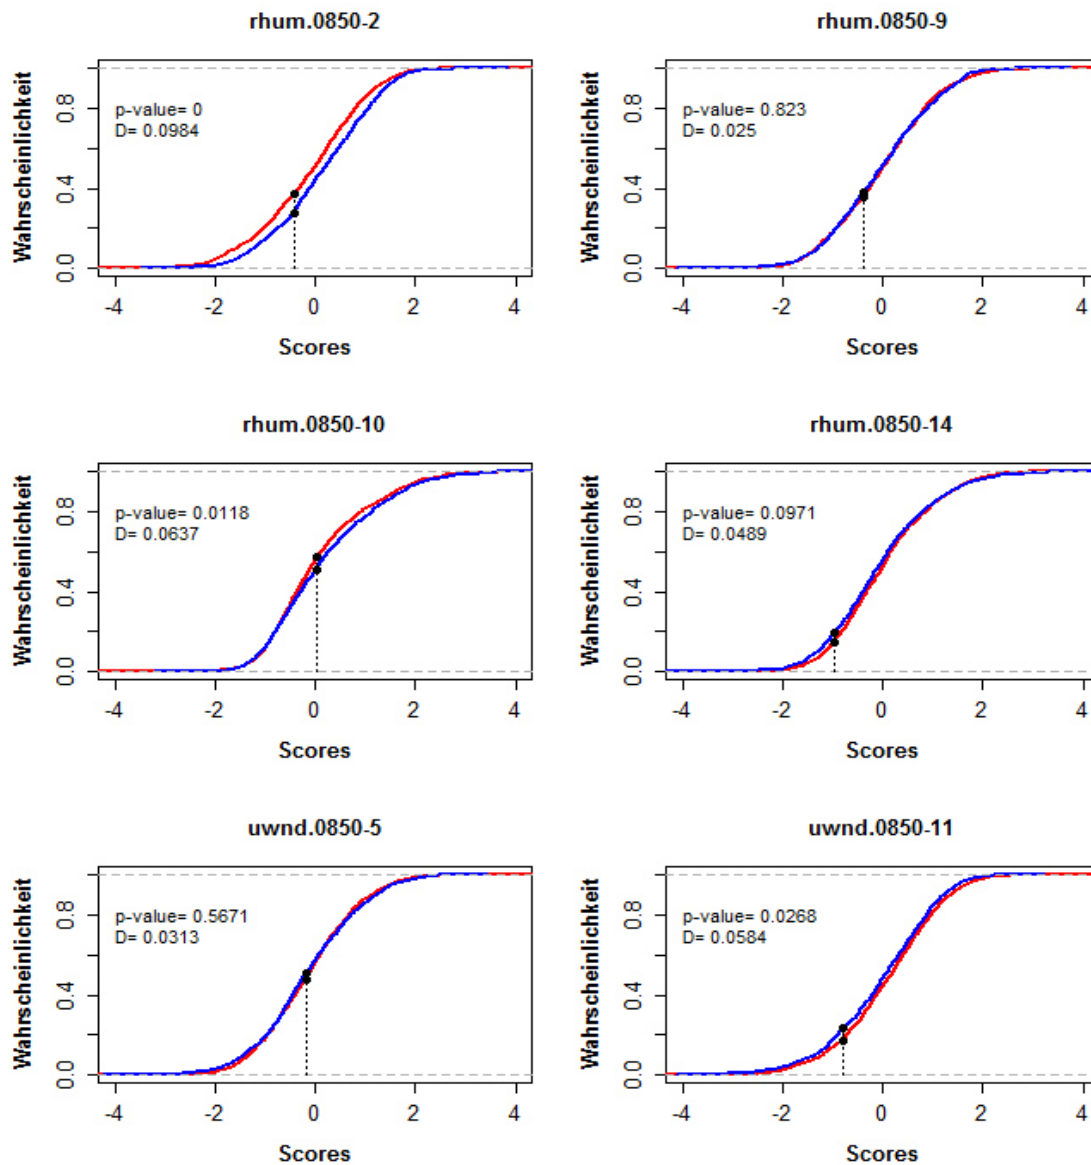 rhum.0850-2
Wahrscheinlichkeit
0.0 0.4 0.8
p-value= 0
D= 0.0984
-4 -2 0 2 4
Scores
rhum.0850-9
Wahrscheinlichkeit
0.0 0.4 0.8
p-value= 0.823
D= 0.025
-4 -2 0 2 4
Scores
rhum.0850-10
Wahrscheinlichkeit
0.0 0.4 0.8
p-value= 0.0118
D= 0.0637
-4 -2 0 2 4
Scores
rhum.0850-14
Wahrscheinlichkeit
0.0 0.4 0.8
p-value= 0.0971
D= 0.0489
-4 -2 0 2 4
Scores
uwnd.0850-5
Wahrscheinlichkeit
0.0 0.4 0.8
p-value= 0.5671
D= 0.0313
-4 -2 0 2 4
Scores
uwnd.0850-11
Wahrscheinlichkeit
0.0 0.4 0.8
p-value= 0.0268
D= 0.0584
-4 -2 0 2 4
Scores